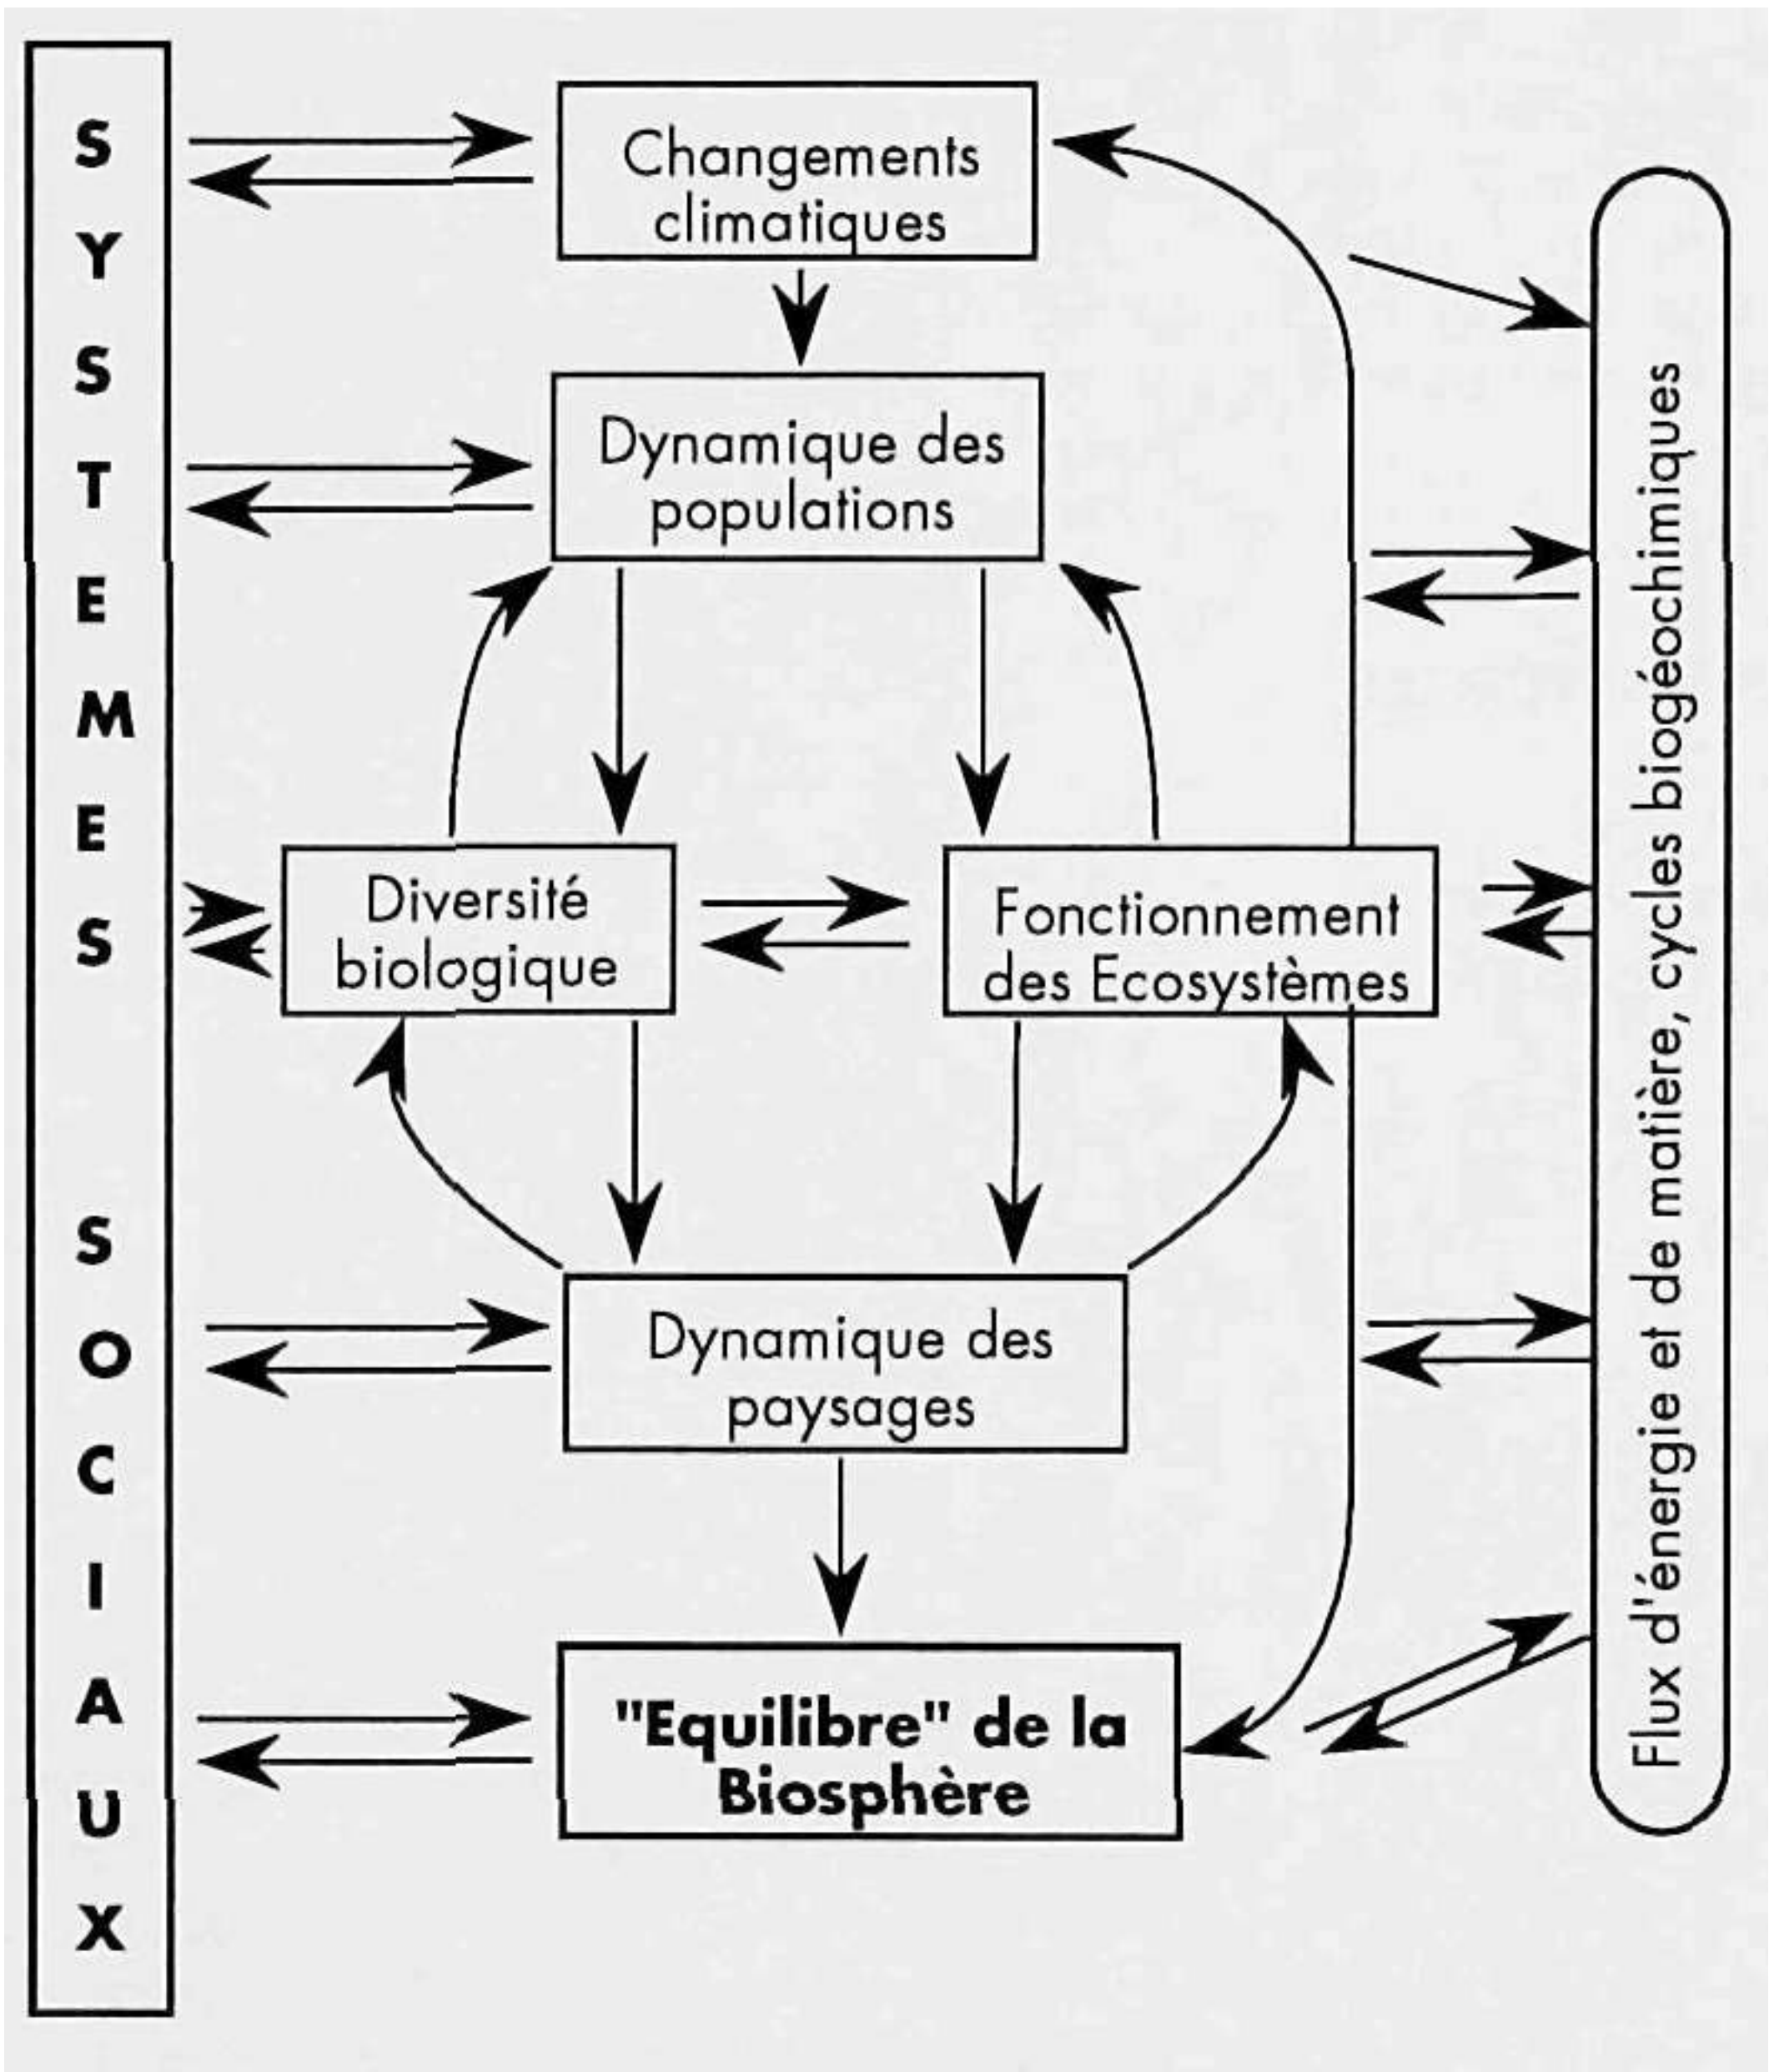 SYSTEMES SOCIAUX
Changements
climatiques
Dynamique des
populations
Diversité
biologique
Fonctionnement
des Ecosystèmes
Dynamique des
paysages
"Equilibre" de la
Biosphère
Flux d'énergie et de matière, cycles biogéochimiques